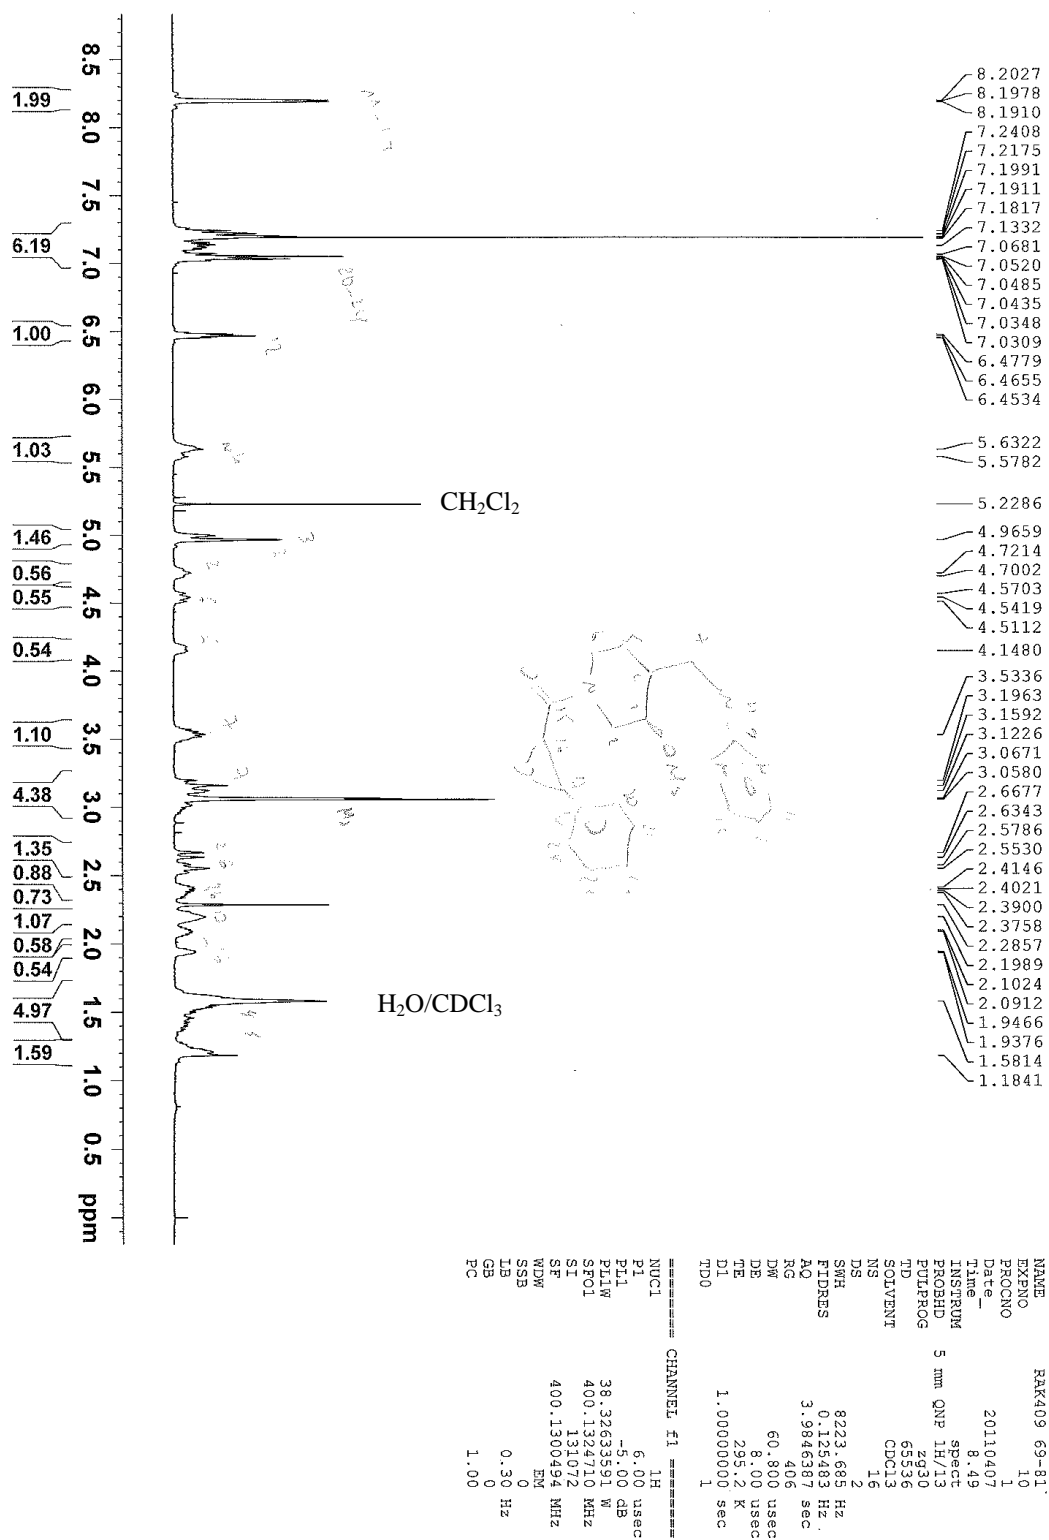 8.2027
8.1978
8.1910
7.2408
7.2175
7.1991
7.1911
7.1817
7.1332
7.0681
7.0520
7.0485
7.0435
7.0348
7.0309
6.4779
6.4655
6.4534
5.6322
5.5782
5.2286
4.9659
4.7214
4.7002
4.5703
4.5419
4.5112
4.1480
3.5336
3.1963
3.1592
3.1226
3.0671
3.0580
2.6677
2.6343
2.5786
2.5530
2.4146
2.4021
2.3900
2.3758
2.2857
2.1989
2.1024
2.0912
1.9466
1.9376
1.5814
1.1841
CH2Cl2
H2O/CDCl3
N
OMs
8.5
8.0
7.5
7.0
6.5
6.0
5.5
5.0
4.5
4.0
3.5
3.0
2.5
2.0
1.5
1.0
0.5
ppm
1.99
6.19
1.00
1.03
1.46
0.56
0.55
0.54
1.10
4.38
1.35
0.88
0.73
1.07
0.58
0.54
4.97
1.59
NAME RAK409 69-81
EXPNO 10
PROCNO 1
Date_ 20110407
Time 8.49
INSTRUM spect
PROBHD 5 mm QNP 1H/13
PULPROG zg30
TD 65536
SOLVENT CDCl3
NS 16
DS 2
SWH 8223.685 Hz
FIDRES 0.125483 Hz
AQ 3.9846387 sec
RG 406
DW 60.800 usec
DE 8.00 usec
TE 295.2 K
D1 1.00000000 sec
TD0 1
======== CHANNEL f1 ========
NUC1 1H
P1 6.00 usec
PL1 -5.00 dB
PL1W 38.32633591 W
SFO1 400.1324710 MHz
SI 131072
SF 400.1300494 MHz
WDW EM
SSB 0
LB 0.30 Hz
GB 0
PC 1.00